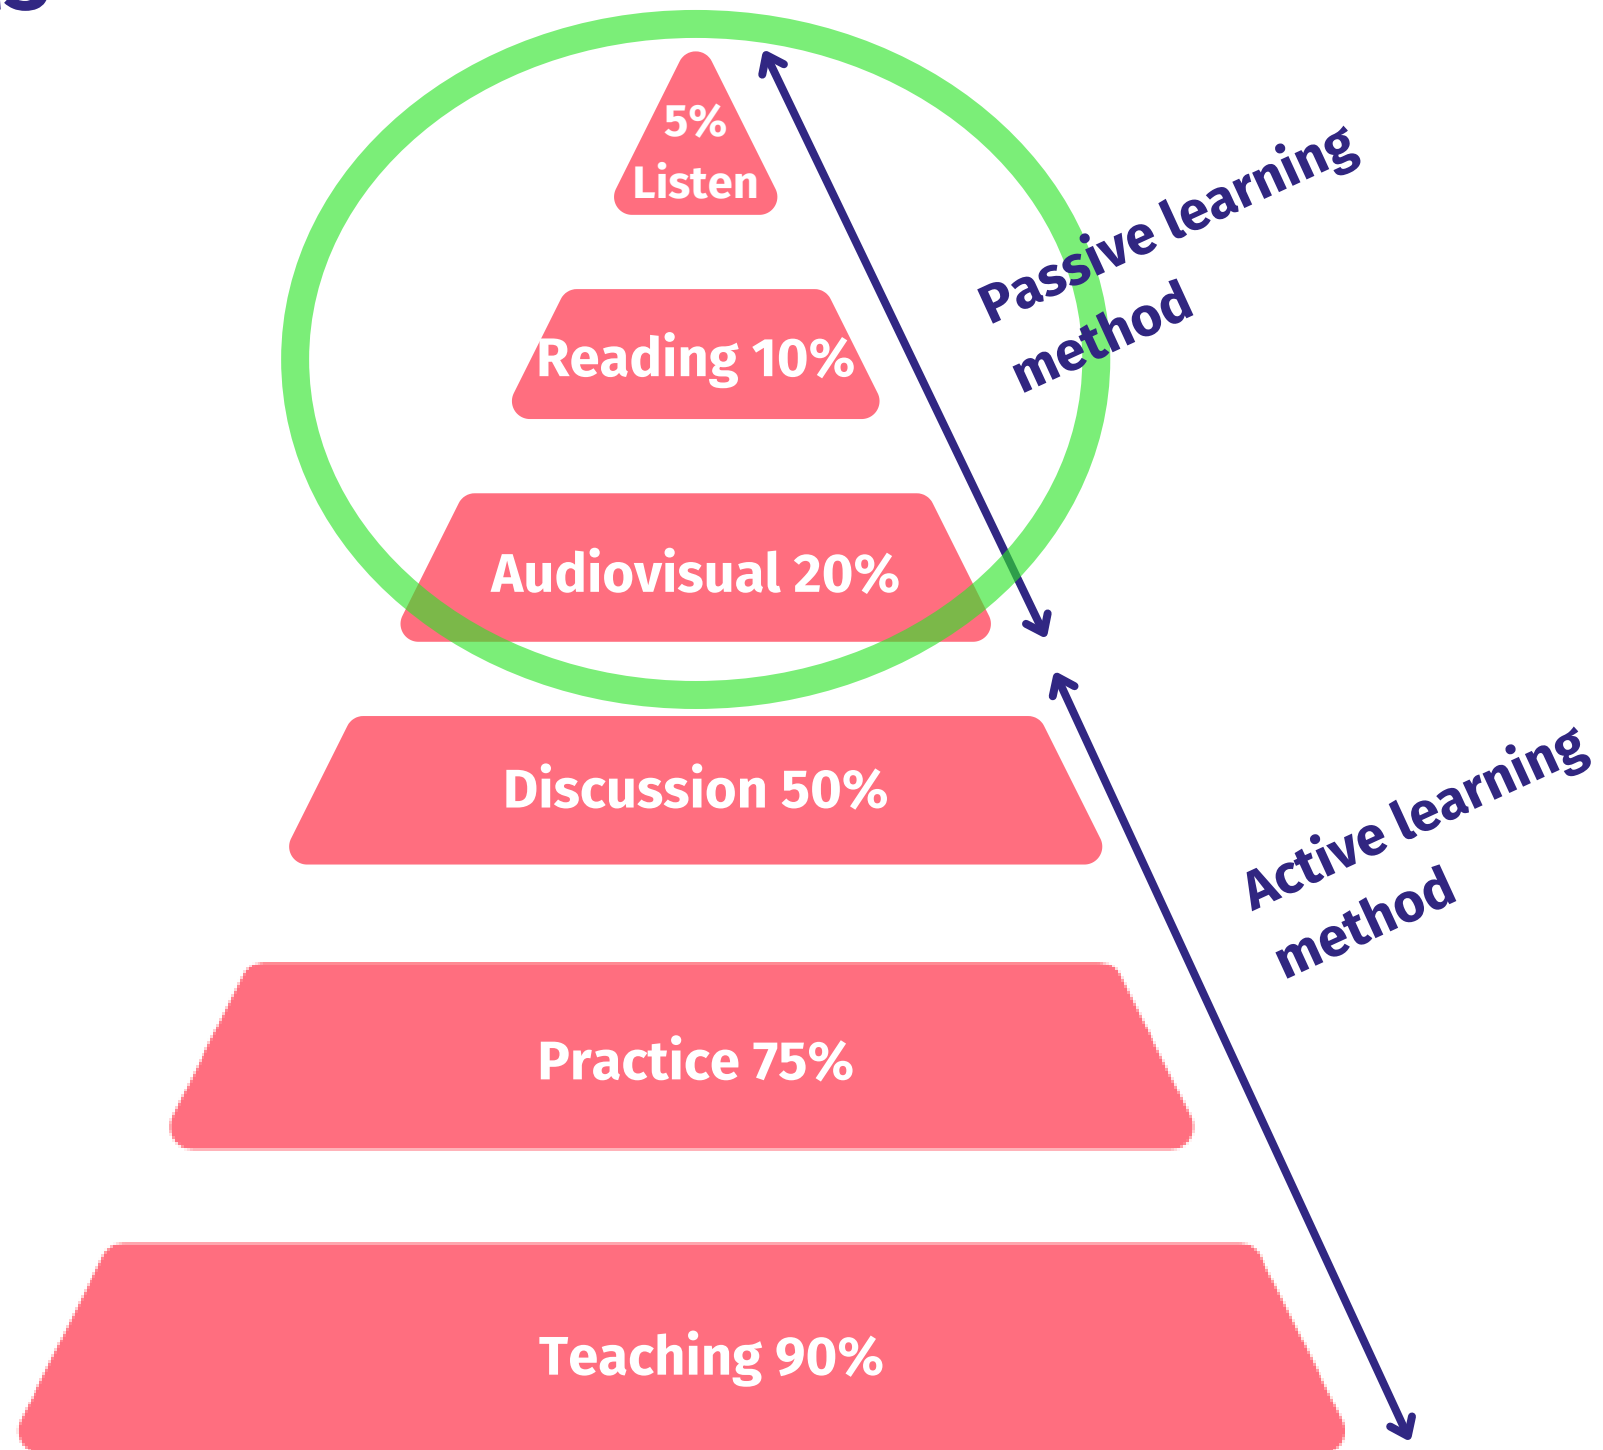 5%
Listen
Reading 10%
Audiovisual 20%
Passive learning
method
Discussion 50%
Practice 75%
Teaching 90%
Active learning
method